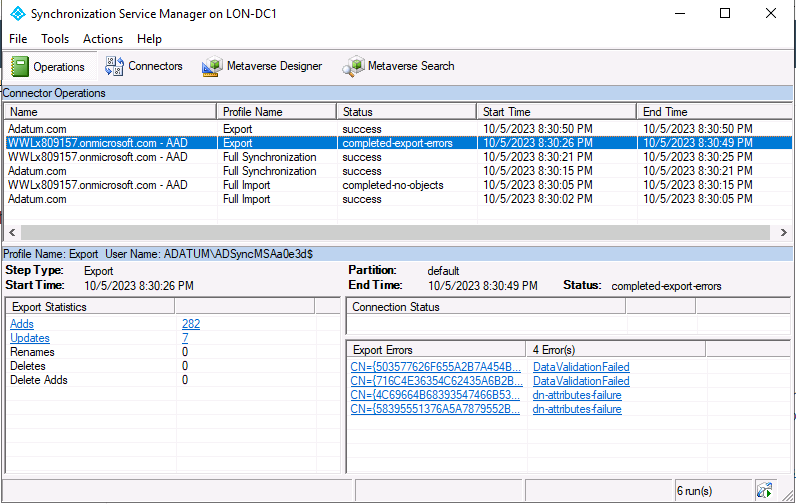 Synchronization Service Manager on LON-DC1
File Tools Actions Help
Operations Connectors Metaverse Designer Metaverse Search
Connector Operations
Name Profile Name Status Start Time End Time
Adatum.com Export success 10/5/2023 8:30:50 PM 10/5/2023 8:30:50 PM
WWLx809157.onmicrosoft.com - AAD Export completed-export-errors 10/5/2023 8:30:26 PM 10/5/2023 8:30:49 PM
WWLx809157.onmicrosoft.com - AAD Full Synchronization success 10/5/2023 8:30:21 PM 10/5/2023 8:30:25 PM
Adatum.com Full Synchronization success 10/5/2023 8:30:15 PM 10/5/2023 8:30:21 PM
WWLx809157.onmicrosoft.com - AAD Full Import completed-no-objects 10/5/2023 8:30:05 PM 10/5/2023 8:30:15 PM
Adatum.com Full Import success 10/5/2023 8:30:02 PM 10/5/2023 8:30:05 PM
Profile Name: Export User Name: ADATUM\ADSyncMSAa0e3d$
Step Type: Export Partition: default
Start Time: 10/5/2023 8:30:26 PM End Time: 10/5/2023 8:30:49 PM Status: completed-export-errors
Export Statistics
Adds 282
Updates 7
Renames 0
Deletes 0
Delete Adds 0
Connection Status
Export Errors 4 Error(s)
CN={503577626F655A2B7A454B... DataValidationFailed
CN={716C4E36354C62435A6B2B... DataValidationFailed
CN={4C69664B68393547466B53... dn-attributes-failure
CN={58395551376A5A7879552B... dn-attributes-failure
6 run(s)